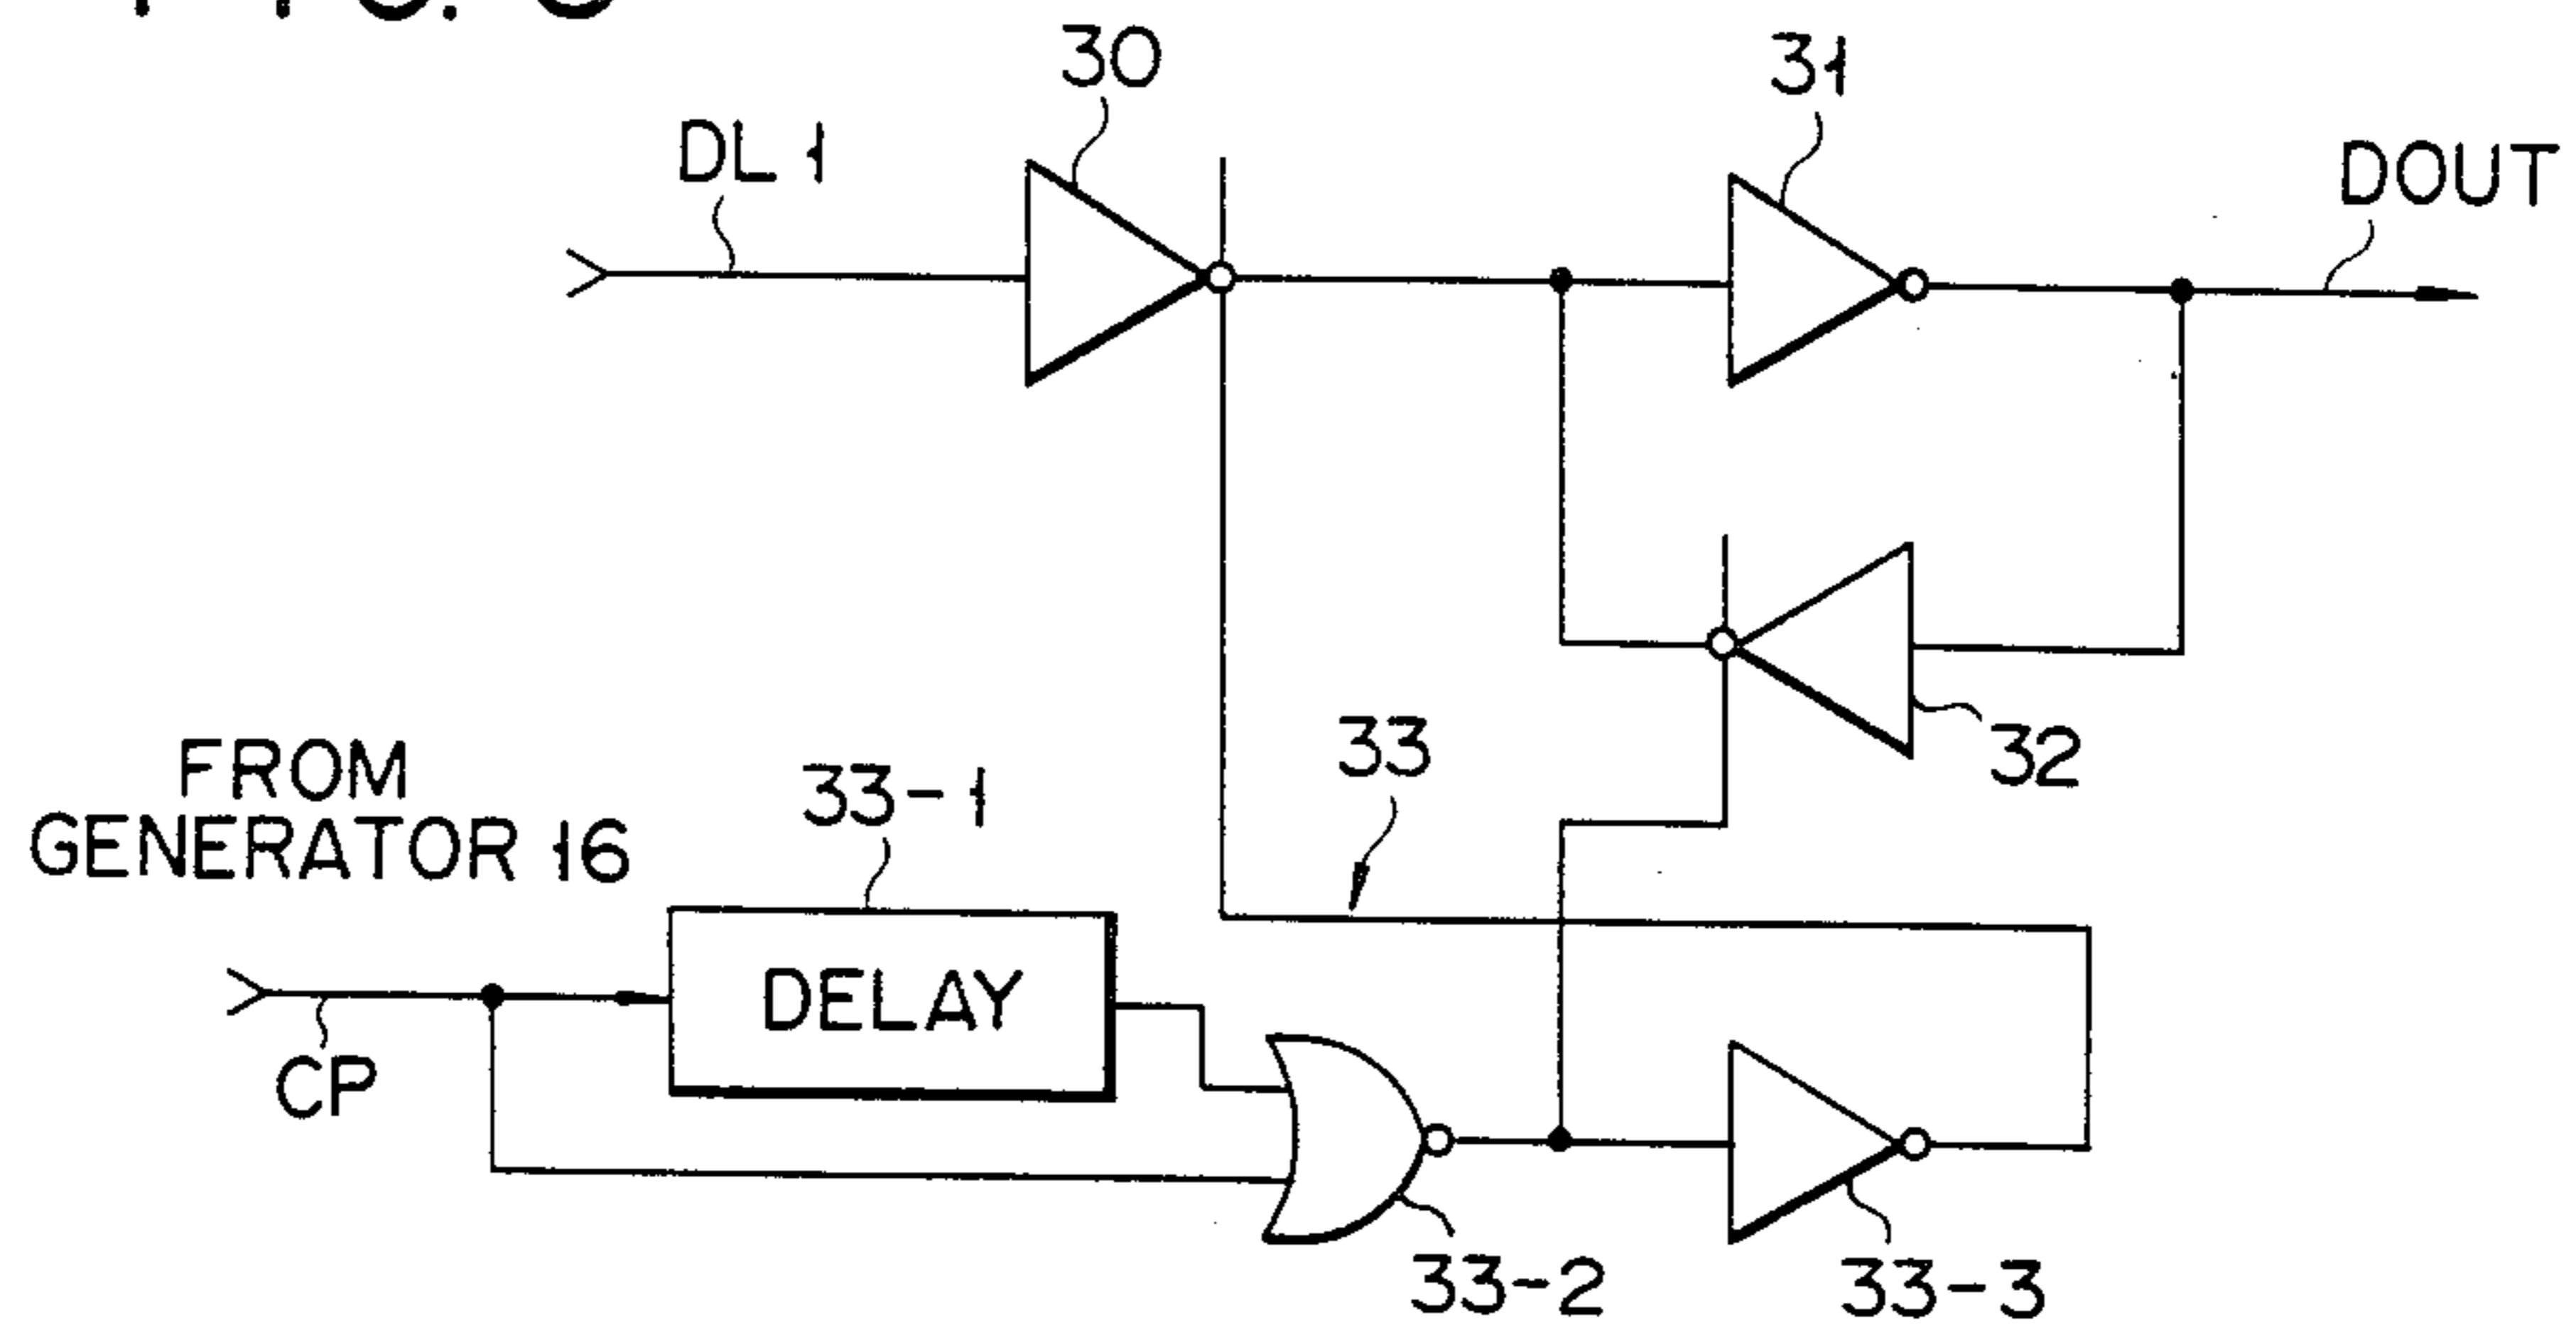 30
31
DL 1
DOUT
32
33
FROM
GENERATOR 16
33-1
DELAY
CP
33-2
33-3